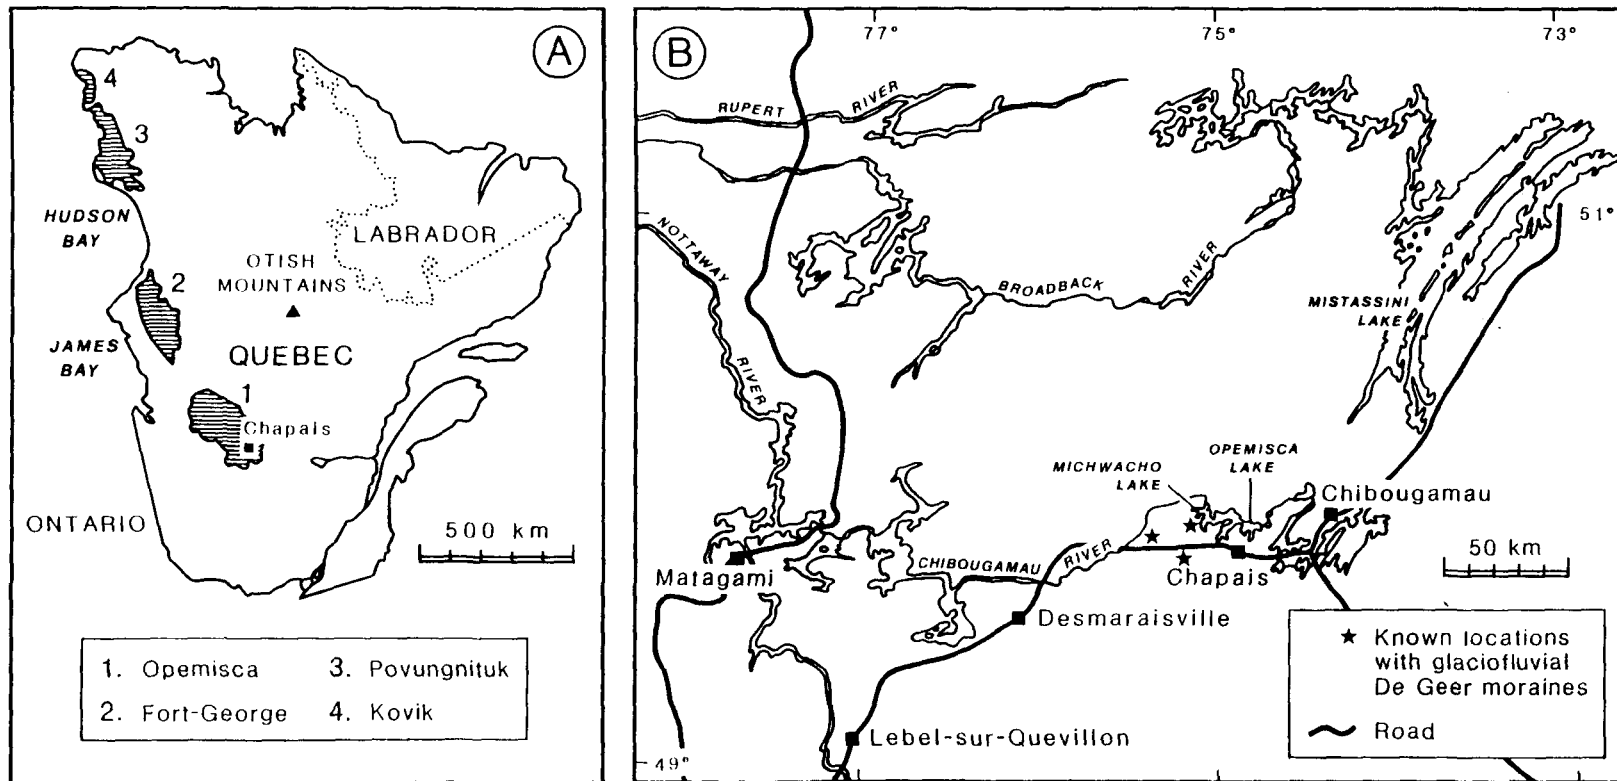 A
4
3
HUDSON
BAY
LABRADOR
OTISH
MOUNTAINS
2
JAMES
BAY
QUEBEC
1
Chapais
ONTARIO
500 km
1. Opemisca
2. Fort-George
3. Povungnituk
4. Kovik
B
77°
75°
73°
RUPERT
RIVER
51°
NOTTAWAY
RIVER
BROADBACK
RIVER
MISTASSINI
LAKE
OPEMISCA
LAKE
MICHWACHO
LAKE
Chibougamau
50 km
CHIBOUGAMAU
RIVER
Matagami
Chapais
Desmaraisville
Lebel-sur-Quevillon
49°
★ Known locations
with glaciofluvial
De Geer moraines
Road